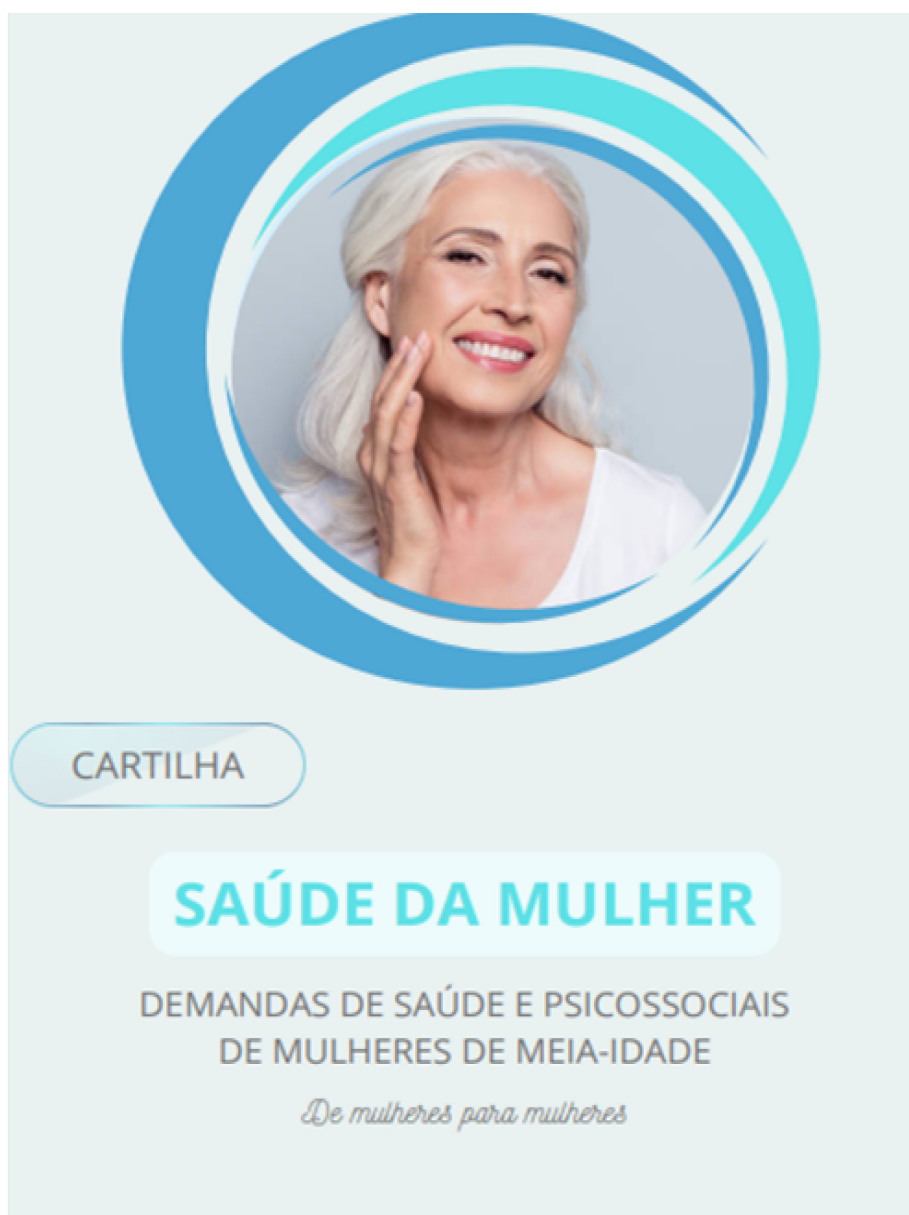 CARTILHA
SAÚDE DA MULHER
DEMANDAS DE SAÚDE E PSICOSSOCIAIS
DE MULHERES DE MEIA-IDADE
De mulheres para mulheres